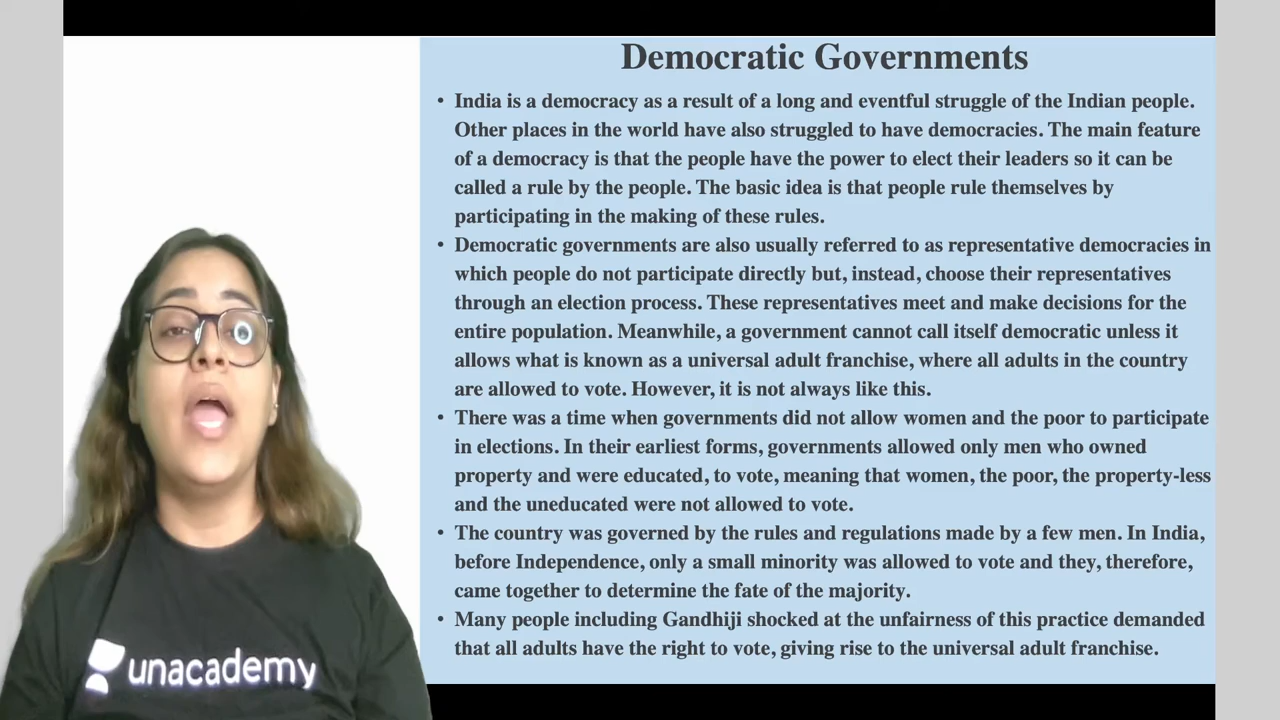 Democratic Governments
• India is a democracy as a result of a long and eventful struggle of the Indian people.
Other places in the world have also struggled to have democracies. The main feature
of a democracy is that the people have the power to elect their leaders so it can be
called a rule by the people. The basic idea is that people rule themselves by
participating in the making of these rules.
• Democratic governments are also usually referred to as representative democracies in
which people do not participate directly but, instead, choose their representatives
through an election process. These representatives meet and make decisions for the
entire population. Meanwhile, a government cannot call itself democratic unless it
allows what is known as a universal adult franchise, where all adults in the country
are allowed to vote. However, it is not always like this.
• There was a time when governments did not allow women and the poor to participate
in elections. In their earliest forms, governments allowed only men who owned
property and were educated, to vote, meaning that women, the poor, the property-less
and the uneducated were not allowed to vote.
• The country was governed by the rules and regulations made by a few men. In India,
before Independence, only a small minority was allowed to vote and they, therefore,
came together to determine the fate of the majority.
• Many people including Gandhiji shocked at the unfairness of this practice demanded
that all adults have the right to vote, giving rise to the universal adult franchise.
unacademy